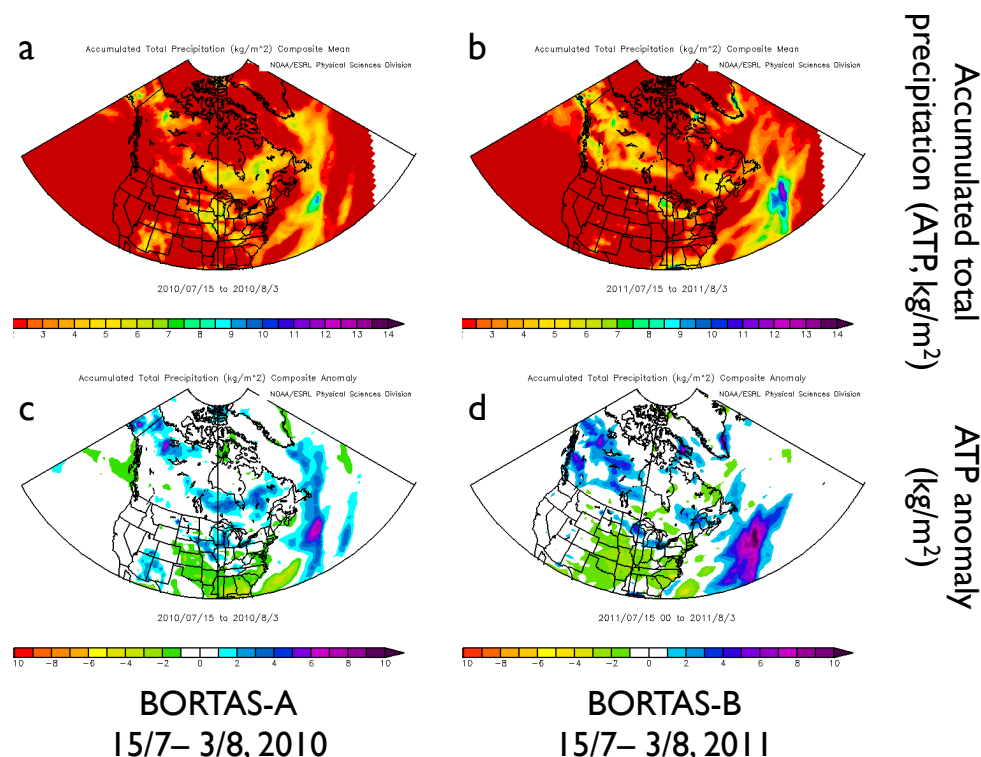 a
Accumulated Total Precipitation (kg/m^2) Composite Mean
NOAA/ESRL Physical Sciences Division
2010/07/15 to 2010/8/3
3 4 5 6 7 8 9 10 11 12 13 14
b
Accumulated Total Precipitation (kg/m^2) Composite Mean
NOAA/ESRL Physical Sciences Division
2011/07/15 to 2011/8/3
3 4 5 6 7 8 9 10 11 12 13 14
Accumulated total
precipitation (ATP, kg/m²)
c
Accumulated Total Precipitation (kg/m^2) Composite Anomaly
NOAA/ESRL Physical Sciences Division
2010/07/15 to 2010/8/3
10 -8 -6 -4 -2 0 2 4 6 8 10
d
Accumulated Total Precipitation (kg/m^2) Composite Anomaly
NOAA/ESRL Physical Sciences Division
2011/07/15 00 to 2011/8/3
10 -8 -6 -4 -2 0 2 4 6 8 10
ATP anomaly
(kg/m²)
BORTAS-A
15/7– 3/8, 2010
BORTAS-B
15/7– 3/8, 2011